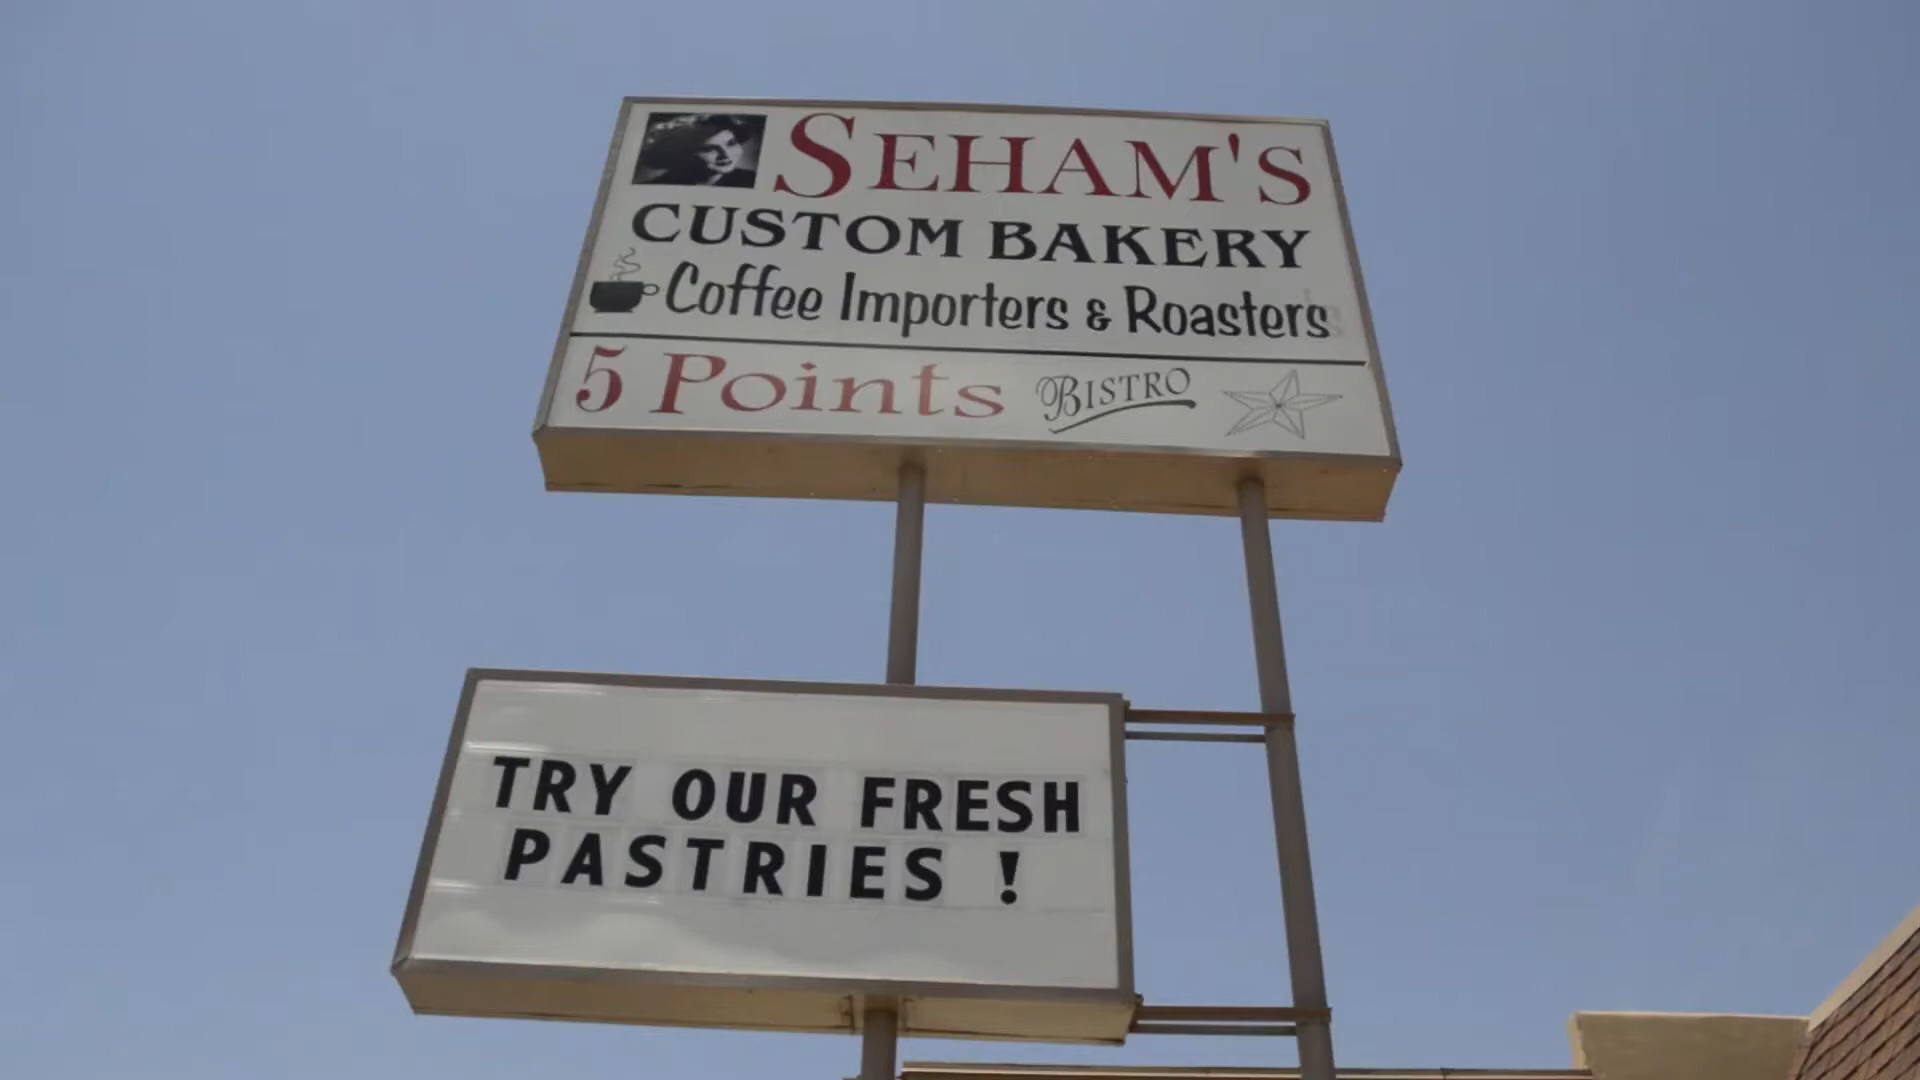 SEHAM'S
CUSTOM BAKERY
Coffee Importers & Roasters
5 Points BISTRO
TRY OUR FRESH
PASTRIES !